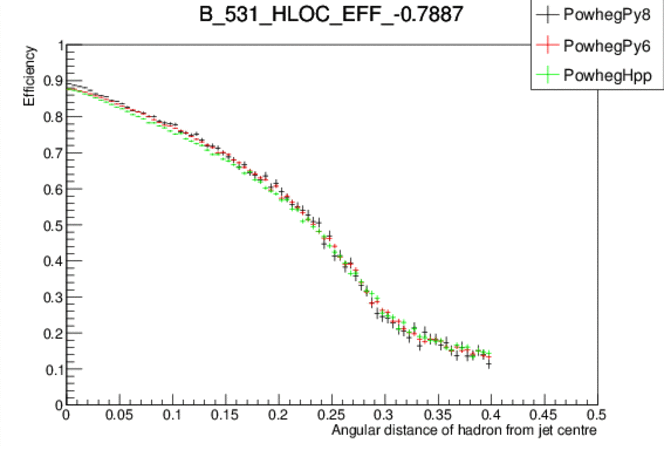 B_531_HLOC_EFF_-0.7887
PowhegPy8
PowhegPy6
PowhegHpp
Efficiency
1
0.9
0.8
0.7
0.6
0.5
0.4
0.3
0.2
0.1
0
0 0.05 0.1 0.15 0.2 0.25 0.3 0.35 0.4 0.45 0.5
Angular distance of hadron from jet centre